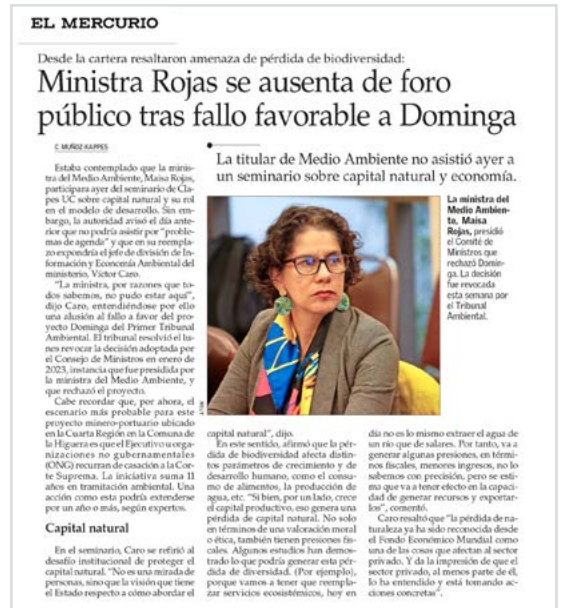 EL MERCURIO
Desde la cartera resaltaron amenaza de pérdida de biodiversidad:
Ministra Rojas se ausenta de foro
público tras fallo favorable a Dominga
C. MUÑOZ-KAPPES
Estaba contemplado que la minis-
tra del Medio Ambiente, Maisa Rojas,
participara ayer del seminario de Cla-
pes UC sobre capital natural y su rol
en el modelo de desarrollo. Sin em-
bargo, la autoridad avisó el día ante-
rior que no podría asistir por "proble-
mas de agenda" y que en su reempla-
zo expondría el jefe de división de In-
formación y Economía Ambiental del
ministerio, Víctor Caro.
"La ministra, por razones que to-
dos sabemos, no pudo estar aquí",
dijo Caro, entendiéndose por ello
una alusión al fallo a favor del pro-
yecto Dominga del Primer Tribunal
Ambiental. El tribunal resolvió el lu-
nes revocar la decisión adoptada por
el Consejo de Ministros en enero de
2023, instancia que fue presidida por
la ministra del Medio Ambiente, y
que rechazó el proyecto.
Cabe recordar que, por ahora, el
escenario más probable para este
proyecto minero-portuario ubicado
en la Cuarta Región en la Comuna de
la Higuera es que el Ejecutivo u orga-
nizaciones no gubernamentales
(ONG) recurran de casación a la Cor-
te Suprema. La iniciativa suma 11
años en tramitación ambiental. Una
acción como esta podría extenderse
por un año o más, según expertos.
Capital natural
En el seminario, Caro se refirió al
desafío institucional de proteger el
capital natural. "No es una mirada de
personas, sino que la visión que tiene
el Estado respecto a cómo abordar el
La titular de Medio Ambiente no asistió ayer a
un seminario sobre capital natural y economía.
La ministra del
Medio Ambien-
te, Maisa
Rojas, presidió
el Comité de
Ministros que
rechazó Domin-
ga. La decisión
fue revocada
esta semana por
el Tribunal
Ambiental.
capital natural", dijo.
En este sentido, afirmó que la pér-
dida de biodiversidad afecta distin-
tos parámetros de crecimiento y de
desarrollo humano, como el consu-
mo de alimentos, la producción de
agua, etc. "Si bien, por un lado, crece
el capital productivo, eso genera una
pérdida de capital natural. No solo
en términos de una valoración moral
o ética, también tienen presiones fis-
cales. Algunos estudios han demos-
trado lo que podría generar esta pér-
dida de diversidad. (Por ejemplo),
porque vamos a tener que reempla-
zar servicios ecosistémicos, hoy en
día no es lo mismo extraer el agua de
un río que de salares. Por tanto, va a
generar algunas presiones, en térmi-
nos fiscales, menores ingresos, no lo
sabemos con precisión, pero se esti-
ma que va a tener efecto en la capaci-
dad de generar recursos y exportar-
los", comentó.
Caro resaltó que "la pérdida de na-
turaleza ya ha sido reconocida desde
el Fondo Económico Mundial como
una de las cosas que afectan al sector
privado. Y da la impresión de que el
sector privado, al menos parte de él,
lo ha entendido y está tomando ac-
ciones concretas".